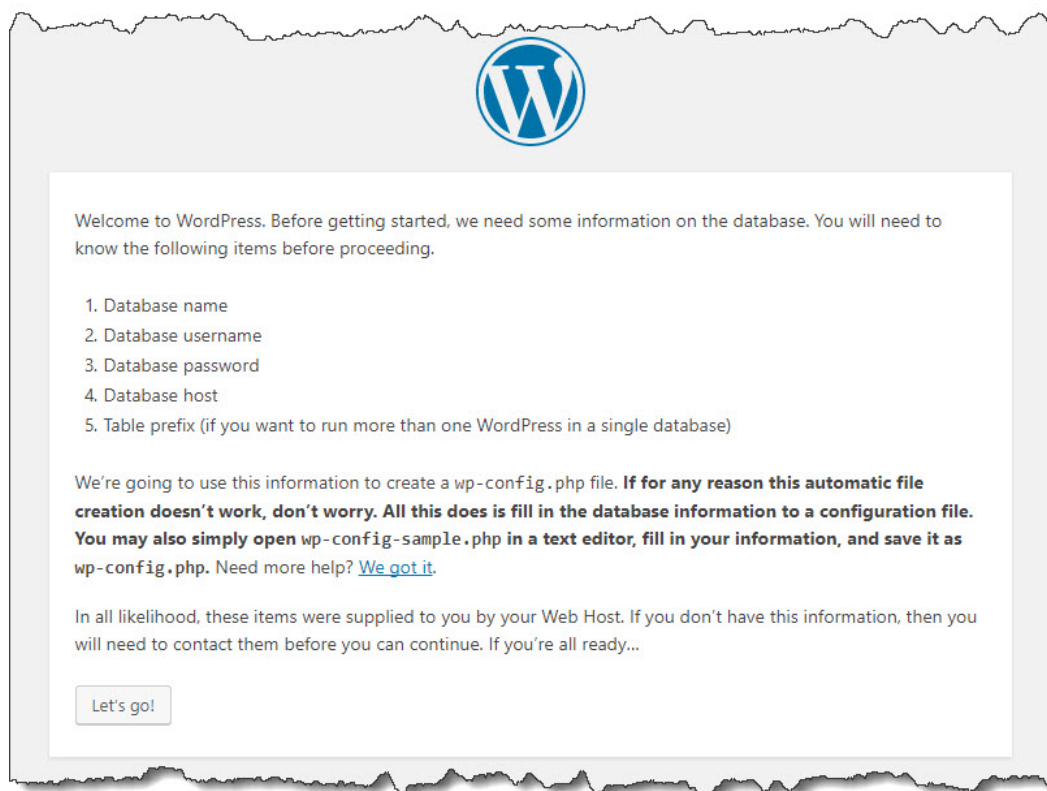 Welcome to WordPress. Before getting started, we need some information on the database. You will need to
know the following items before proceeding.
1. Database name
2. Database username
3. Database password
4. Database host
5. Table prefix (if you want to run more than one WordPress in a single database)
We’re going to use this information to create a wp-config.php file. If for any reason this automatic file
creation doesn’t work, don’t worry. All this does is fill in the database information to a configuration file.
You may also simply open wp-config-sample.php in a text editor, fill in your information, and save it as
wp-config.php. Need more help? We got it.
In all likelihood, these items were supplied to you by your Web Host. If you don’t have this information, then you
will need to contact them before you can continue. If you’re all ready…
Let's go!